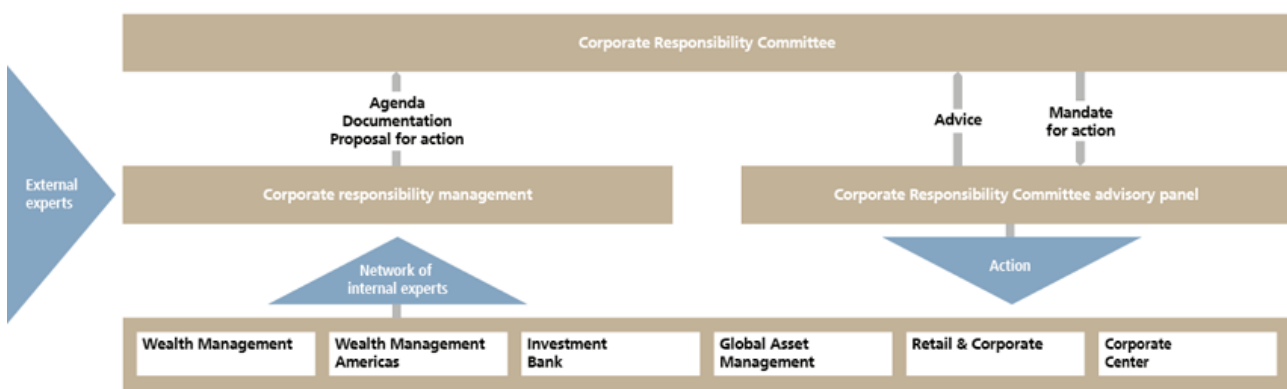 Corporate Responsibility Committee
Agenda
Documentation
Proposal for action
Advice
Mandate
for action
External
experts
Corporate responsibility management
Corporate Responsibility Committee advisory panel
Network of
internal experts
Action
Wealth Management
Wealth Management
Americas
Investment
Bank
Global Asset
Management
Retail & Corporate
Corporate
Center